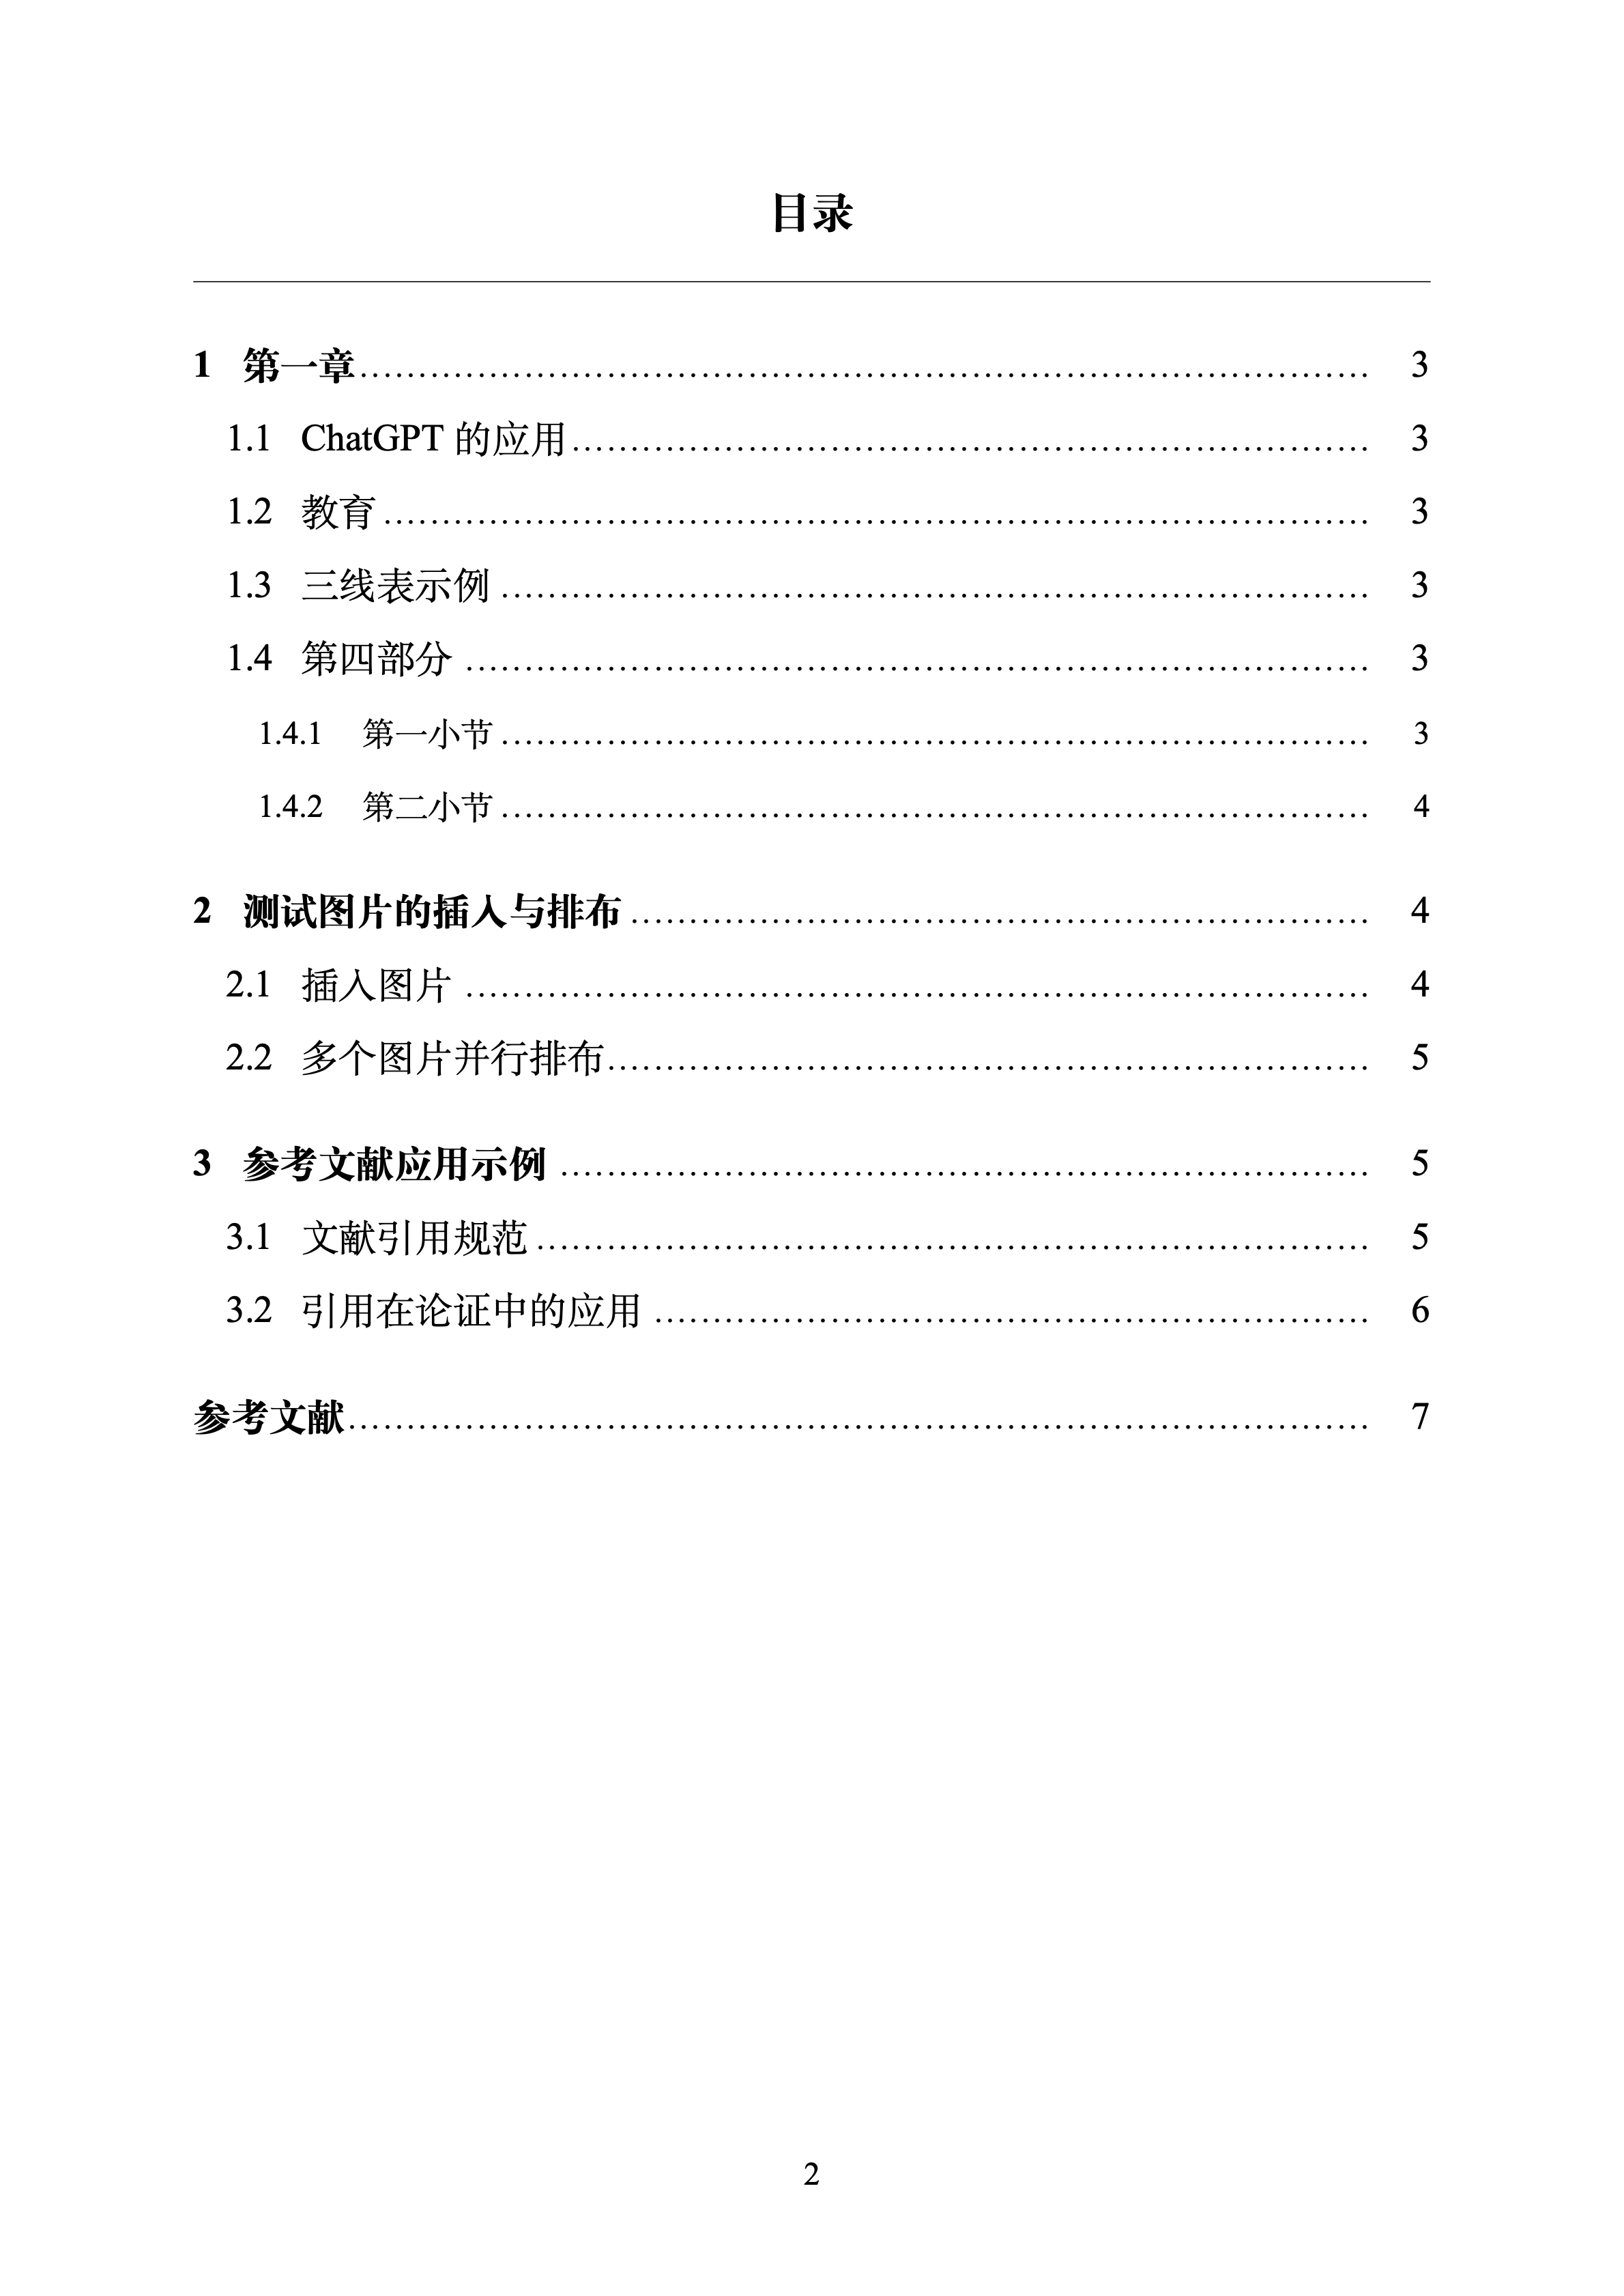 目录
1 第一章 3
1.1 ChatGPT 的应用 3
1.2 教育 3
1.3 三线表示例 3
1.4 第四部分 3
1.4.1 第一小节 3
1.4.2 第二小节 4
2 测试图片的插入与排布 4
2.1 插入图片 4
2.2 多个图片并行排布 5
3 参考文献应用示例 5
3.1 文献引用规范 5
3.2 引用在论证中的应用 6
参考文献 7
2